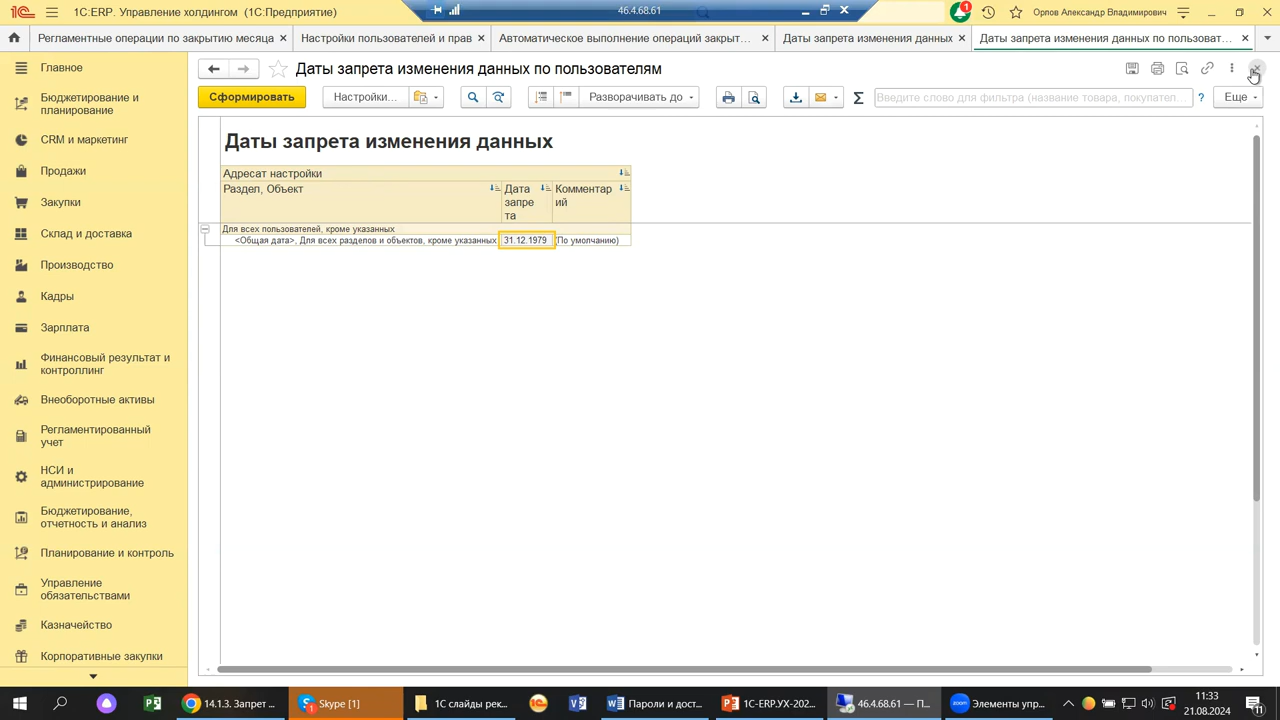 1С:ERP. Управление холдингом (1С:Предприятие)
46.4.68.61
Орлов Александр Владимирович
Регламентные операции по закрытию месяца
Настройки пользователей и прав
Автоматическое выполнение операций закрыт...
Даты запрета изменения данных
Даты запрета изменения данных по пользоват...
Главное
Бюджетирование и
планирование
CRM и маркетинг
Продажи
Закупки
Склад и доставка
Производство
Кадры
Зарплата
Финансовый результат и
контроллинг
Внеоборотные активы
Регламентированный
учет
НСИ и
администрирование
Бюджетирование,
отчетность и анализ
Планирование и контроль
Управление
обязательствами
Казначейство
Корпоративные закупки
Даты запрета изменения данных по пользователям
Сформировать
Настройки...
Разворачивать до
Введите слово для фильтра (название товара, покупател...
?
Еще
Даты запрета изменения данных
Адресат настройки
Раздел, Объект
Дата
запре
та
Комментар
ий
Для всех пользователей, кроме указанных
<Общая дата>, Для всех разделов и объектов, кроме указанных
31.12.1979
(По умолчанию)
14.1.3. Запрет ...
Skype [1]
1С слайды рек...
Пароли и дост...
1С-ERP.УХ-202...
46.4.68.61 — П...
Элементы упр...
11:33
21.08.2024
11